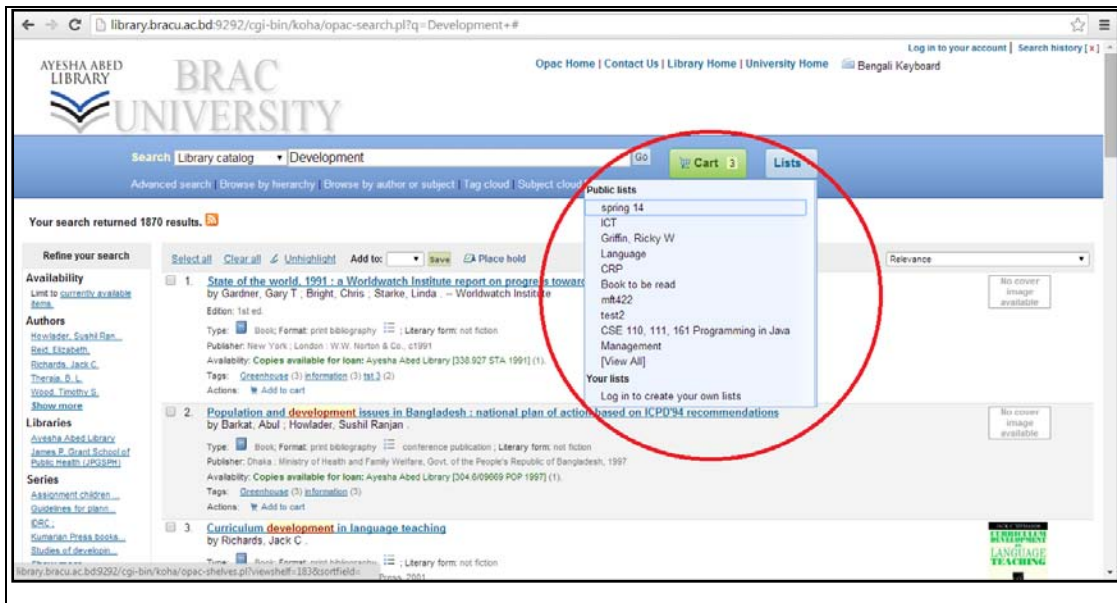 library.bracu.ac.bd:9292/cgi-bin/koha/opac-search.pl?q=Development+#
Log in to your account | Search history [x]
AYESHA ABED
LIBRARY
BRAC
UNIVERSITY
Opac Home | Contact Us | Library Home | University Home Bengali Keyboard
Search Library catalog Development Go Cart 3 Lists
Advanced search | Browse by hierarchy | Browse by author or subject | Tag cloud | Subject cloud
Public lists
spring 14
ICT
Griffin, Ricky W
Language
CRP
Book to be read
mft422
test2
CSE 110, 111, 161 Programming in Java
Management
[View All]
Your lists
Log in to create your own lists
Your search returned 1870 results.
Refine your search
Availability
Limit to currently available
items.
Authors
Howlader, Sushil Ran...
Reid, Elizabeth,
Richards, Jack C.
Theraja, B. L.
Wood, Timothy S.
Show more
Libraries
Ayesha Abed Library
James P. Grant School of
Public Health (JPGSPH)
Series
Assignment children ...
Guidelines for plann...
IDRC ;
Kumarian Press books...
Studies of developin...
Select all Clear all Unhighlight Add to: Save Place hold
Relevance
1. State of the world, 1991 : a Worldwatch Institute report on progress toward
by Gardner, Gary T ; Bright, Chris ; Starke, Linda . -- Worldwatch Institute
Edition: 1st ed.
Type: Book; Format: print bibliography ; Literary form: not fiction
Publisher: New York ; London : W.W. Norton & Co., c1991
Availability: Copies available for loan: Ayesha Abed Library [338.927 STA 1991] (1).
Tags: Greenhouse (3) information (3) tst 3 (2)
Actions: Add to cart
No cover
image
available
2. Population and development issues in Bangladesh : national plan of action based on ICPD'94 recommendations
by Barkat, Abul ; Howlader, Sushil Ranjan .
Type: Book; Format: print bibliography conference publication ; Literary form: not fiction
Publisher: Dhaka : Ministry of Health and Family Welfare, Govt. of the People's Republic of Bangladesh, 1997
Availability: Copies available for loan: Ayesha Abed Library [304.6/09669 POP 1997] (1).
Tags: Greenhouse (3) information (3)
Actions: Add to cart
No cover
image
available
3. Curriculum development in language teaching
by Richards, Jack C .
Type: Book; Format: print bibliography ; Literary form: not fiction
Press, 2001
CURRICULUM
DEVELOPMENT
LANGUAGE
TEACHING
library.bracu.ac.bd:9292/cgi-bin/koha/opac-shelves.pl?viewshelf=183&sortfield=